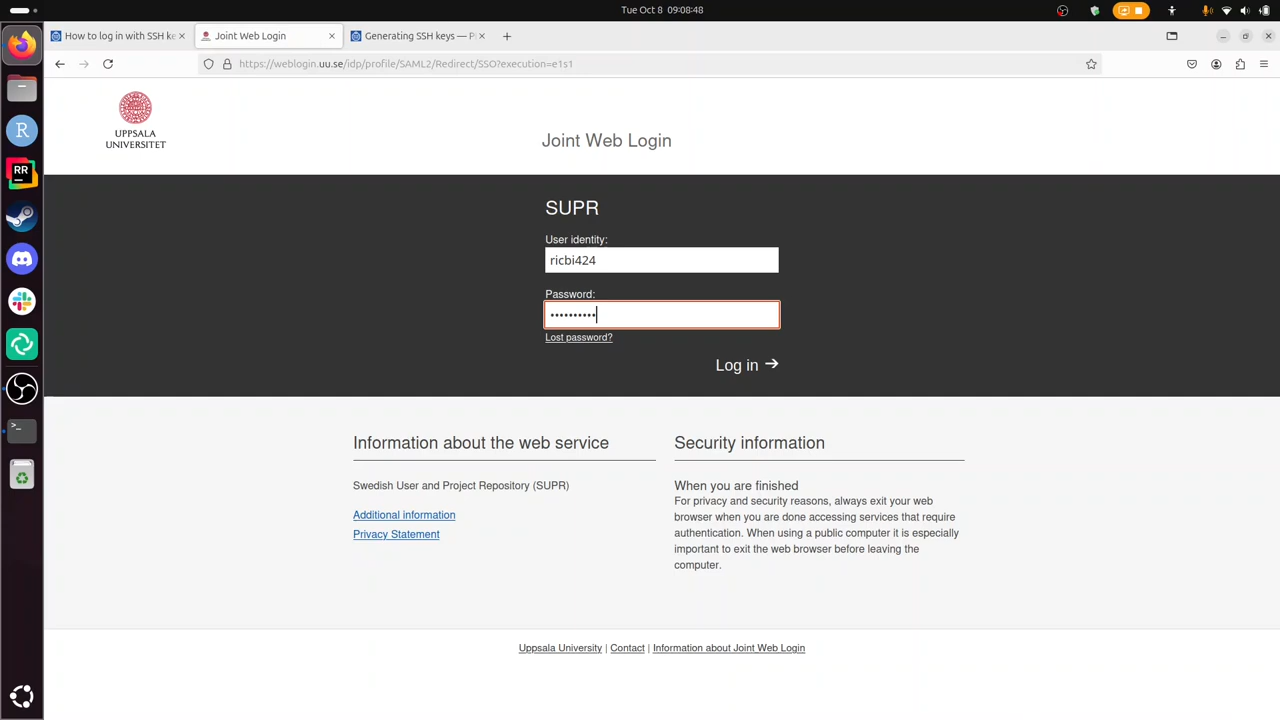 Tue Oct 8 09:08:48
How to log in with SSH ke
Joint Web Login
Generating SSH keys — P
https://weblogin.uu.se/idp/profile/SAML2/Redirect/SSO?execution=e1s1
UPPSALA
UNIVERSITET
Joint Web Login
SUPR
User identity:
ricbi424
Password:
••••••••••
Lost password?
Log in →
Information about the web service
Swedish User and Project Repository (SUPR)
Additional information
Privacy Statement
Security information
When you are finished
For privacy and security reasons, always exit your web
browser when you are done accessing services that require
authentication. When using a public computer it is especially
important to exit the web browser before leaving the
computer.
Uppsala University | Contact | Information about Joint Web Login
R
RR
>_